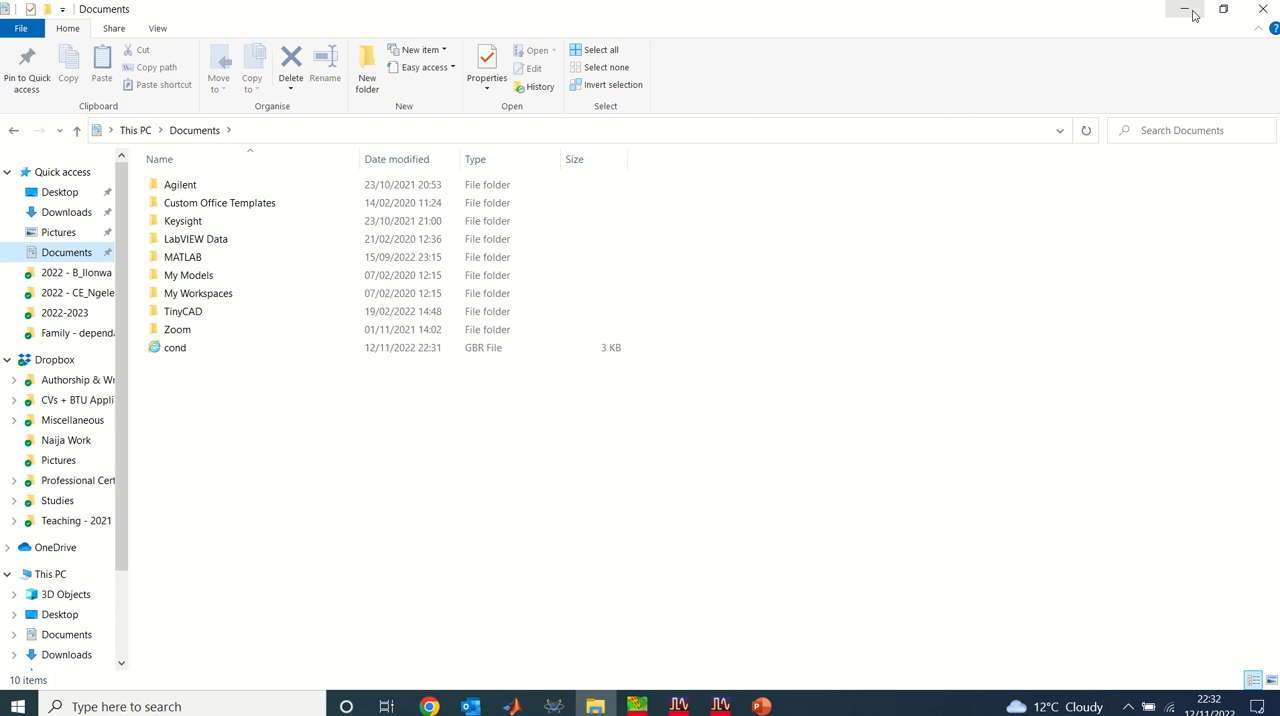 Documents
File Home Share View
Pin to Quick access
Copy
Paste
Cut
Copy path
Paste shortcut
Clipboard
Move to
Copy to
Delete
Rename
Organise
New folder
New item
Easy access
New
Properties
Open
Edit
History
Open
Select all
Select none
Invert selection
Select
This PC > Documents >
Search Documents
Quick access
Desktop
Downloads
Pictures
Documents
2022 - B_Ilonwa
2022 - CE_Ngele
2022-2023
Family - depend
Dropbox
Authorship & Wr
CVs + BTU Appli
Miscellaneous
Naija Work
Pictures
Professional Cert
Studies
Teaching - 2021
OneDrive
This PC
3D Objects
Desktop
Documents
Downloads
Name Date modified Type Size
Agilent 23/10/2021 20:53 File folder
Custom Office Templates 14/02/2020 11:24 File folder
Keysight 23/10/2021 21:00 File folder
LabVIEW Data 21/02/2020 12:36 File folder
MATLAB 15/09/2022 23:15 File folder
My Models 07/02/2020 12:15 File folder
My Workspaces 07/02/2020 12:15 File folder
TinyCAD 19/02/2022 14:48 File folder
Zoom 01/11/2021 14:02 File folder
cond 12/11/2022 22:31 GBR File 3 KB
10 items
Type here to search
12°C Cloudy
22:32
12/11/2022